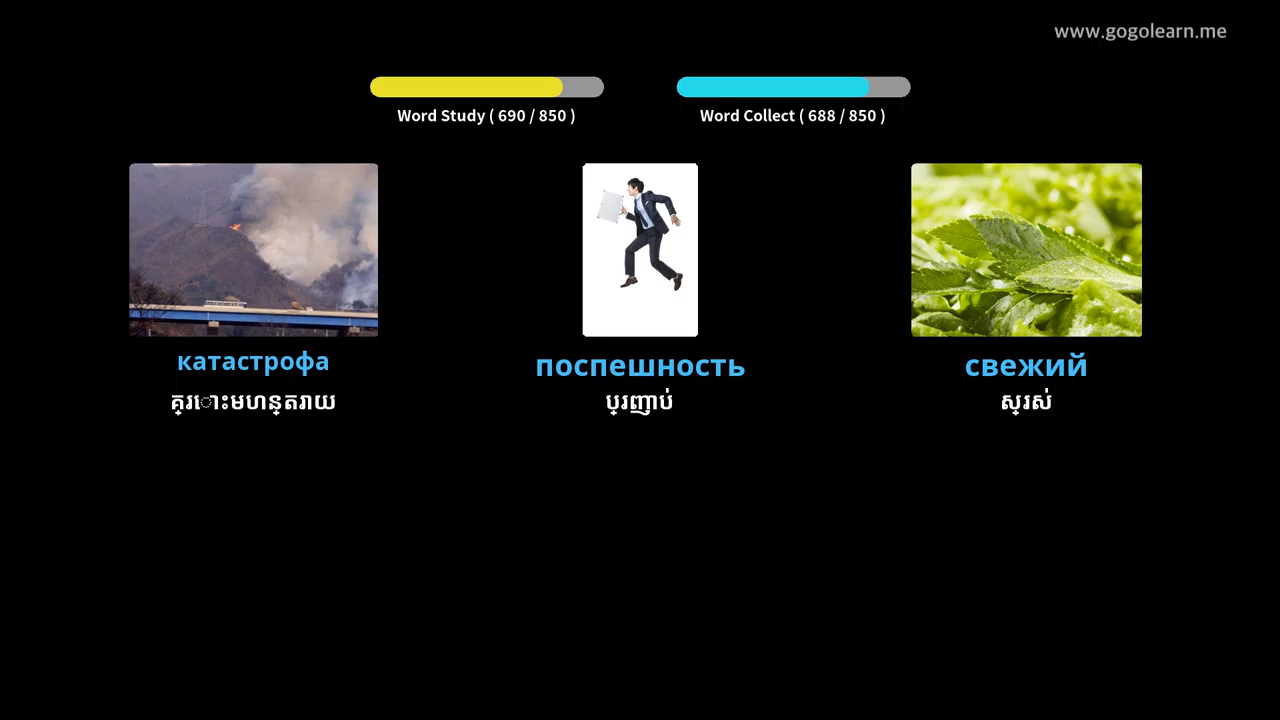 www.gogolearn.me
Word Study ( 690 / 850 )
Word Collect ( 688 / 850 )
катастрофа
поспешность
свежий
គ្រោះមហន្តរាយ
ប្រញាប់
ស្រស់